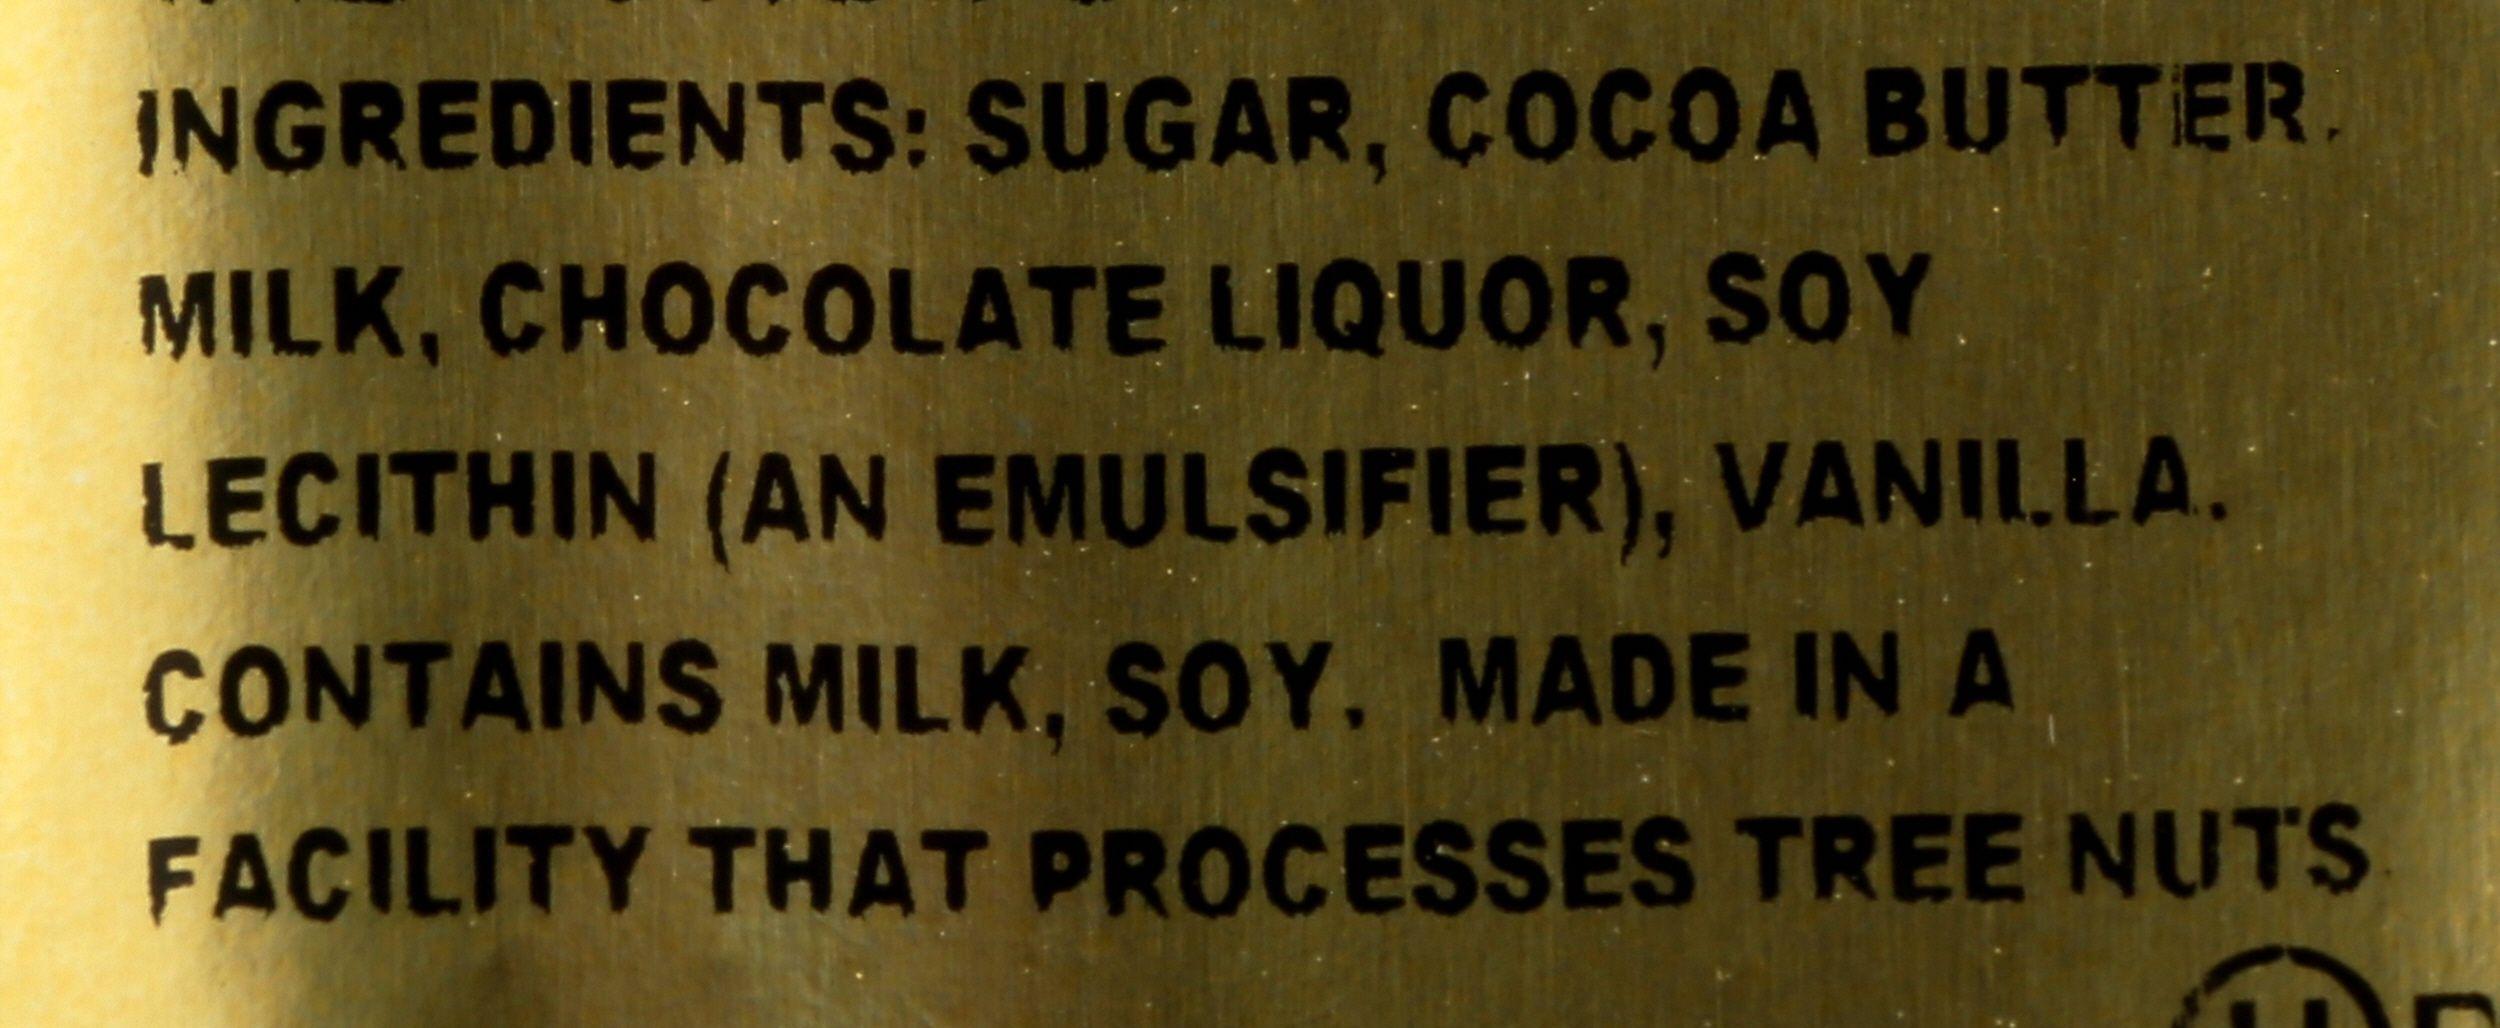 INGREDIENTS: SUGAR, COCOA BUTTER.
MILK, CHOCOLATE LIQUOR, SOY
LECITHIN (AN EMULSIFIER), VANILLA.
CONTAINS MILK, SOY. MADE IN A
FACILITY THAT PROCESSES TREE NUTS